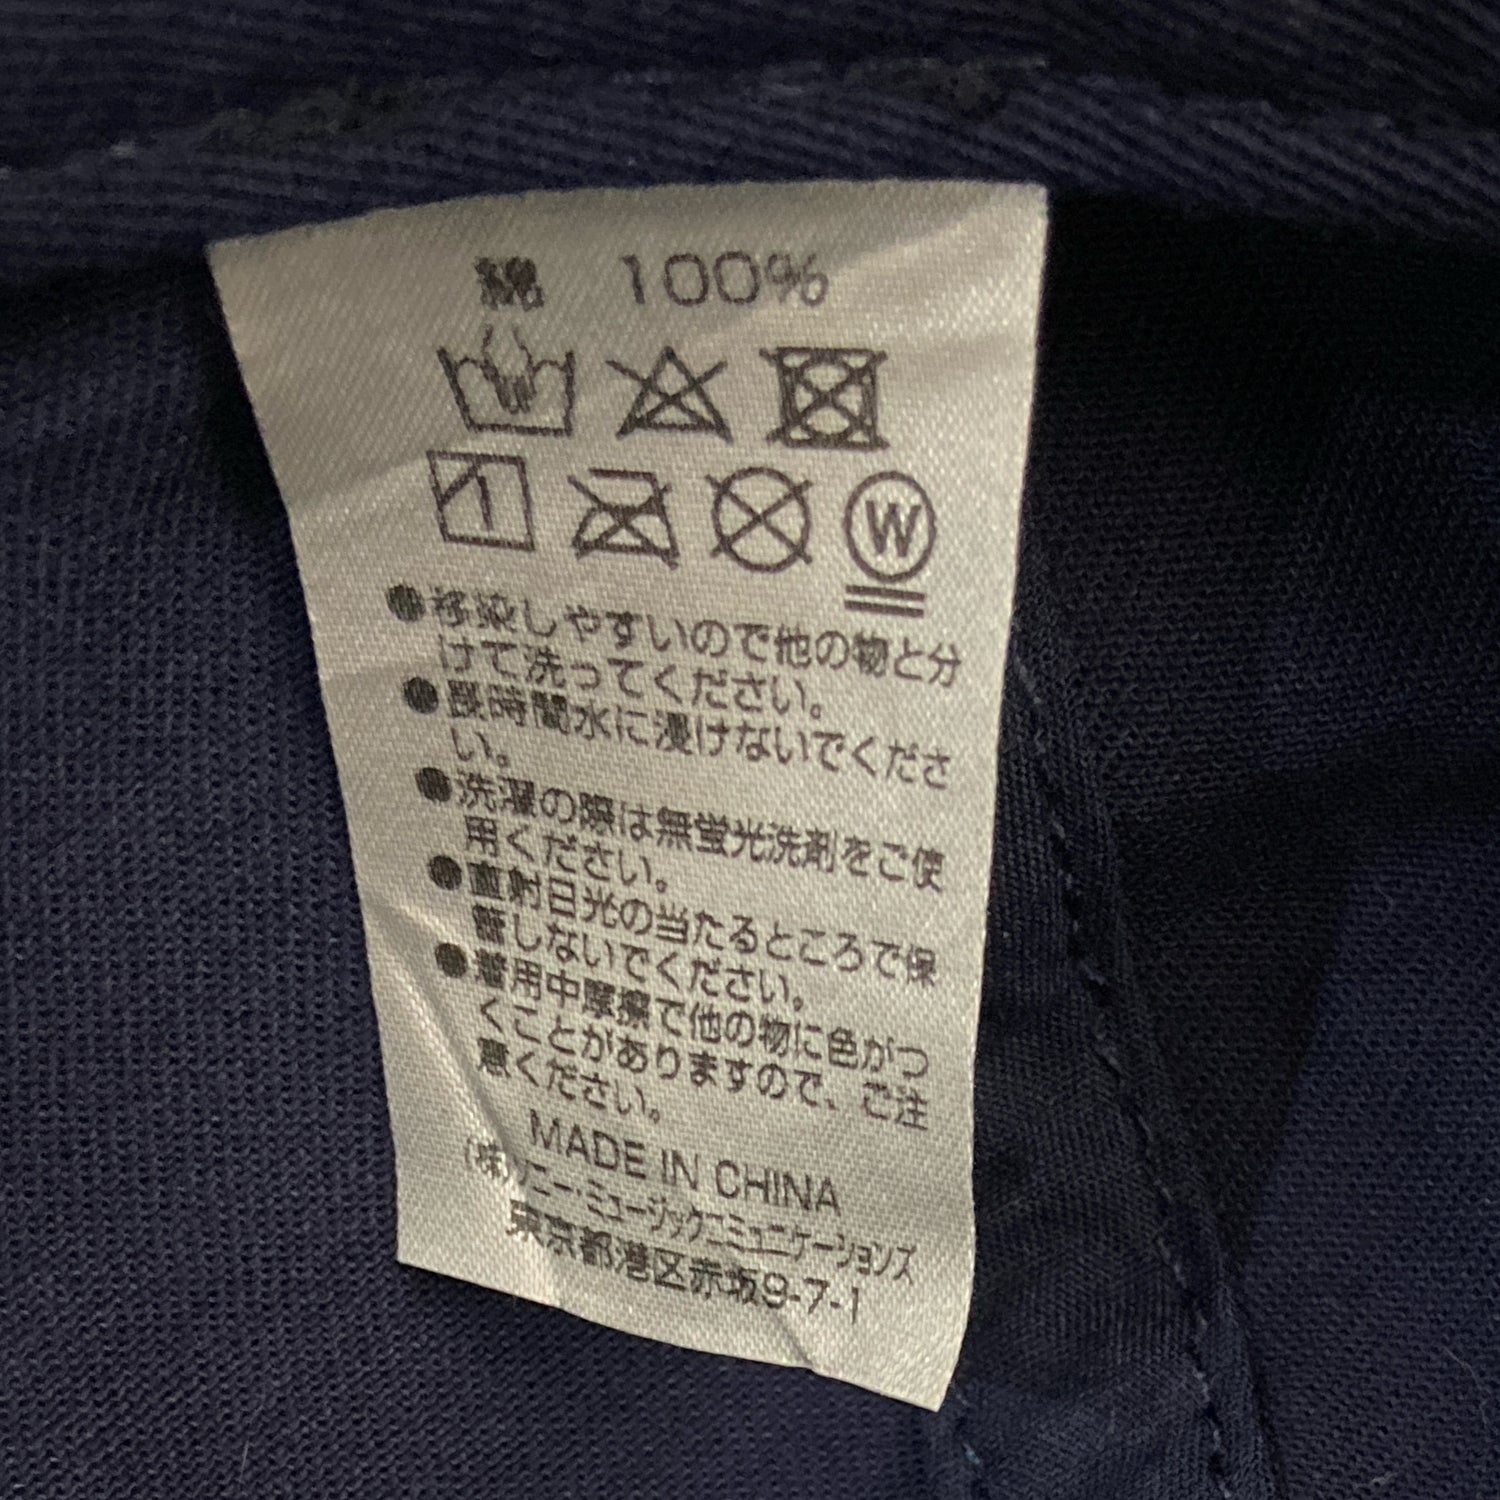 綿 100%
W
●移染しやすいので他の物と分
けて洗ってください。
●長時間水に浸けないでくださ
い。
●洗濯の際は無蛍光洗剤をご使
用ください。
●直射日光の当たるところで保
管しないでください。
●着用中摩擦で他の物に色がつ
くことがありますので、ご注
意ください。
MADE IN CHINA
(株)ソニー・ミュージックコミュニケーションズ
東京都港区赤坂9-7-1